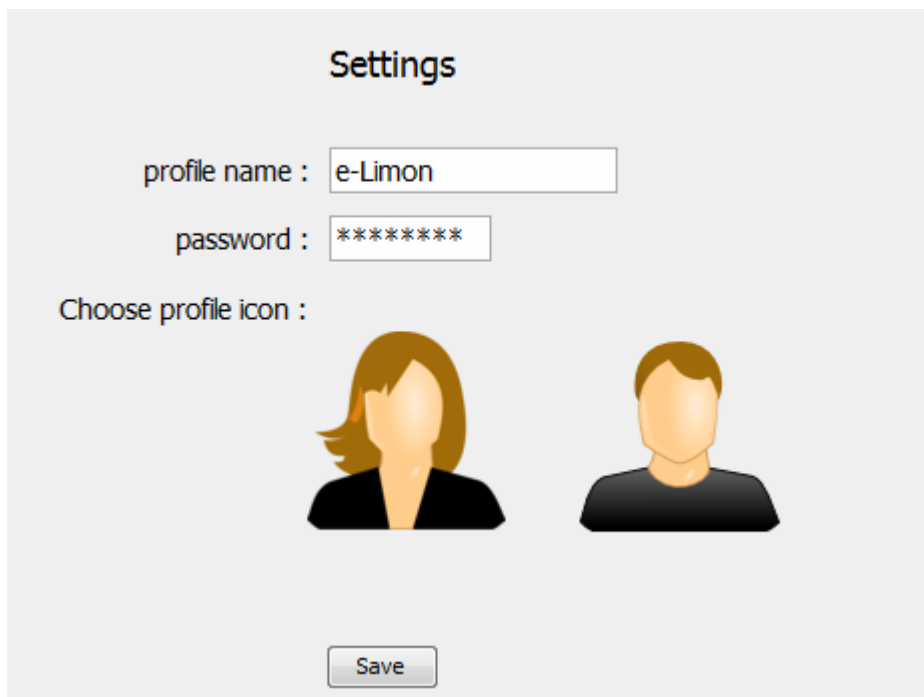 Settings
profile name : e-Limon
password : ********
Choose profile icon :
Save